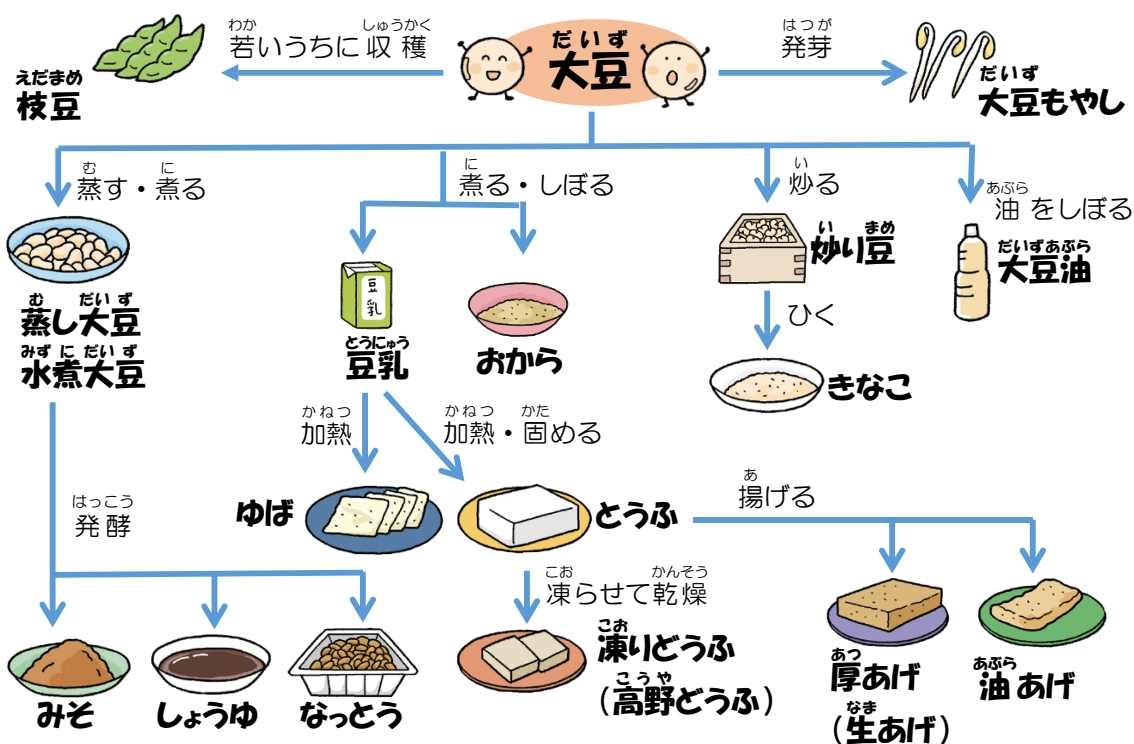 わか
しゅうかく
若いうちに収穫
だいず
大豆
はつが
発芽
えだまめ
枝豆
だいず
大豆もやし
む に
蒸す・煮る
に
煮る・しぼる
い
炒る
あぶら
油をしぼる
む だい ず
蒸し大豆
みず に だい ず
水煮大豆
豆乳
とうにゅう
豆乳
おから
い まめ
炒り豆
だいずあぶら
大豆油
ひく
きなこ
かねつ
加熱
かねつ かた
加熱・固める
はっこう
発酵
ゆば
とうふ
あ
揚げる
こお かんそう
凍らせて乾燥
みそ
しょうゆ
なっとう
こお
凍りどうふ
こうや
(高野どうふ)
あつ
厚あげ
なま
(生あげ)
あぶら
油あげ